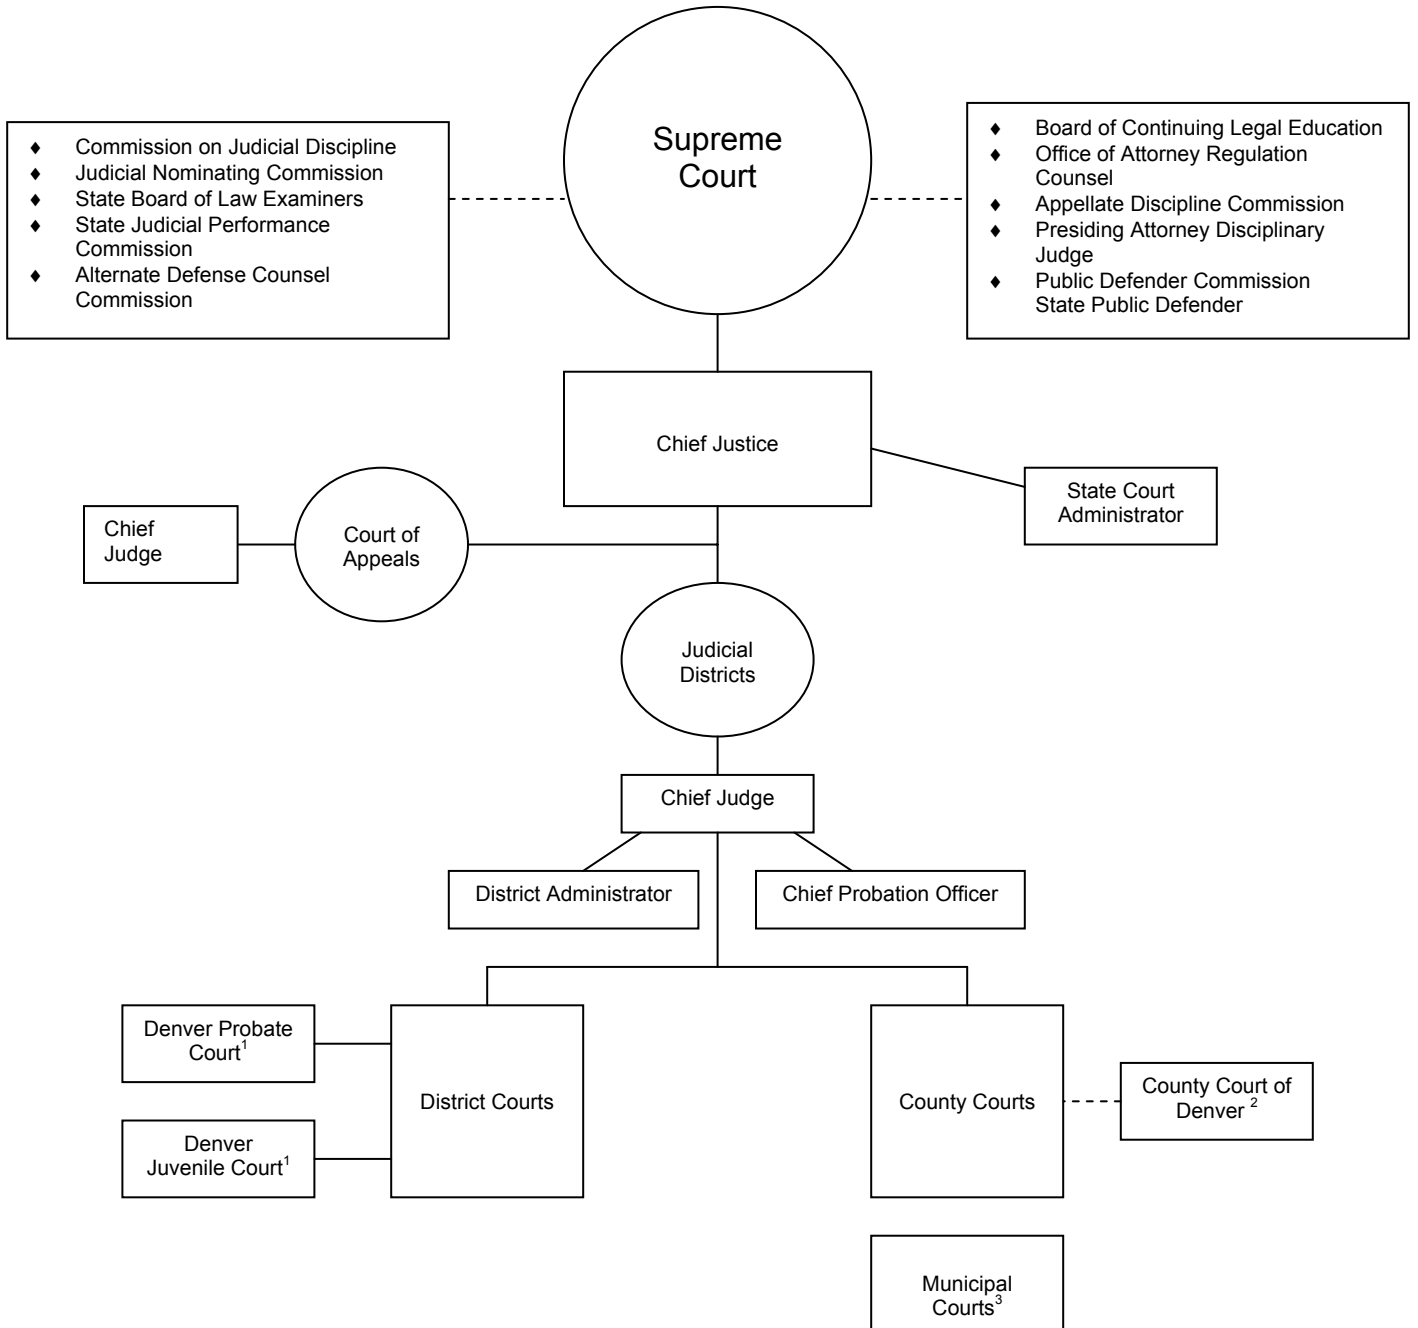 Supreme
Court
♦ Commission on Judicial Discipline
♦ Judicial Nominating Commission
♦ State Board of Law Examiners
♦ State Judicial Performance
Commission
♦ Alternate Defense Counsel
Commission
♦ Board of Continuing Legal Education
♦ Office of Attorney Regulation
Counsel
♦ Appellate Discipline Commission
♦ Presiding Attorney Disciplinary
Judge
♦ Public Defender Commission
State Public Defender
Chief Justice
State Court
Administrator
Chief
Judge
Court of
Appeals
Judicial
Districts
Chief Judge
District Administrator
Chief Probation Officer
Denver Probate
Court¹
Denver
Juvenile Court¹
District Courts
County Courts
County Court of
Denver ²
Municipal
Courts³